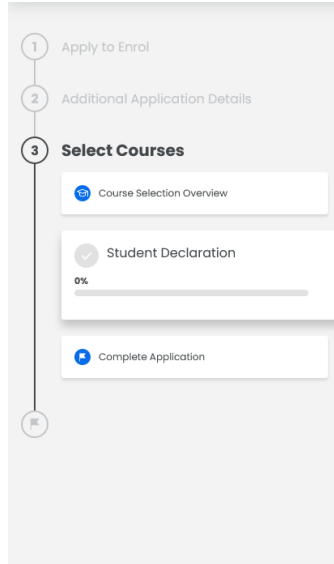 1 Apply to Enrol
2 Additional Application Details
3 Select Courses
Course Selection Overview
Student Declaration
0%
Complete Application